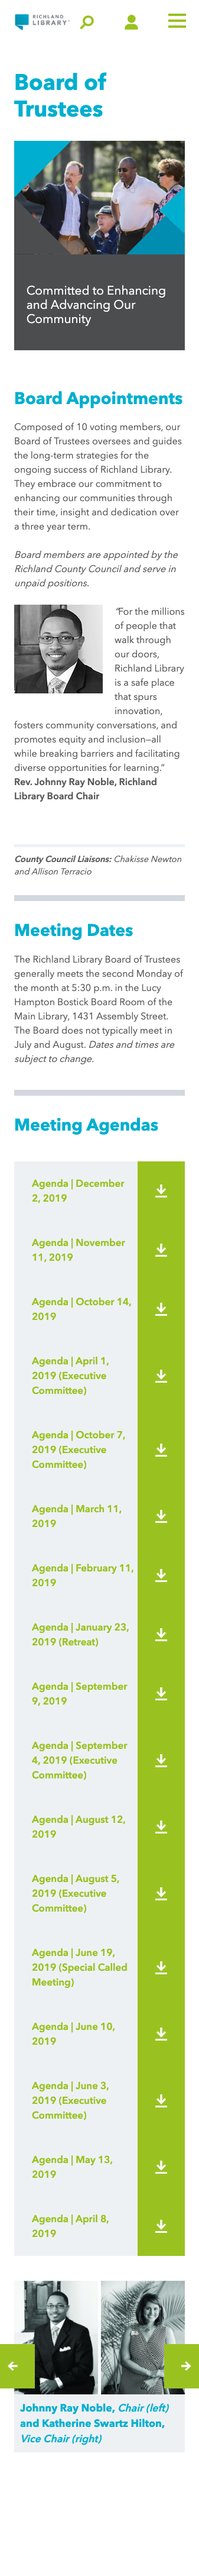 RICHLAND
LIBRARY
Board of
Trustees
Committed to Enhancing
and Advancing Our
Community
Board Appointments
Composed of 10 voting members, our
Board of Trustees oversees and guides
the long-term strategies for the
ongoing success of Richland Library.
They embrace our commitment to
enhancing our communities through
their time, insight and dedication over
a three year term.
Board members are appointed by the
Richland County Council and serve in
unpaid positions.
"For the millions
of people that
walk through
our doors,
Richland Library
is a safe place
that spurs
innovation,
fosters community conversations, and
promotes equity and inclusion—all
while breaking barriers and facilitating
diverse opportunities for learning."
Rev. Johnny Ray Noble, Richland
Library Board Chair
County Council Liaisons: Chakisse Newton
and Allison Terracio
Meeting Dates
The Richland Library Board of Trustees
generally meets the second Monday of
the month at 5:30 p.m. in the Lucy
Hampton Bostick Board Room of the
Main Library, 1431 Assembly Street.
The Board does not typically meet in
July and August. Dates and times are
subject to change.
Meeting Agendas
Agenda | December
2, 2019
Agenda | November
11, 2019
Agenda | October 14,
2019
Agenda | April 1,
2019 (Executive
Committee)
Agenda | October 7,
2019 (Executive
Committee)
Agenda | March 11,
2019
Agenda | February 11,
2019
Agenda | January 23,
2019 (Retreat)
Agenda | September
9, 2019
Agenda | September
4, 2019 (Executive
Committee)
Agenda | August 12,
2019
Agenda | August 5,
2019 (Executive
Committee)
Agenda | June 19,
2019 (Special Called
Meeting)
Agenda | June 10,
2019
Agenda | June 3,
2019 (Executive
Committee)
Agenda | May 13,
2019
Agenda | April 8,
2019
Johnny Ray Noble, Chair (left)
and Katherine Swartz Hilton,
Vice Chair (right)